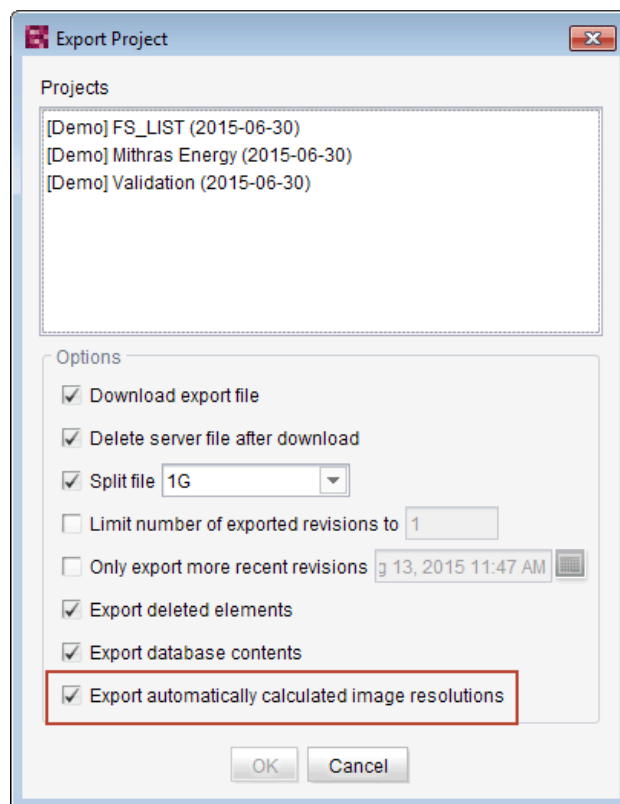 Export Project
Projects
[Demo] FS_LIST (2015-06-30)
[Demo] Mithras Energy (2015-06-30)
[Demo] Validation (2015-06-30)
Options
Download export file
Delete server file after download
Split file 1G
Limit number of exported revisions to 1
Only export more recent revisions g 13, 2015 11:47 AM
Export deleted elements
Export database contents
Export automatically calculated image resolutions
OK Cancel